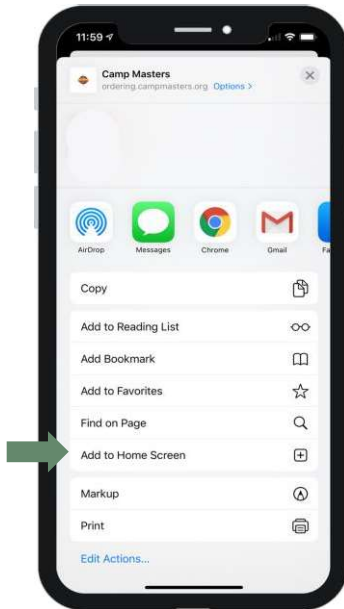 11:59
Camp Masters
ordering.campmasters.org Options >
AirDrop Messages Chrome Gmail Fa
Copy
Add to Reading List
Add Bookmark
Add to Favorites
Find on Page
Add to Home Screen
Markup
Print
Edit Actions...